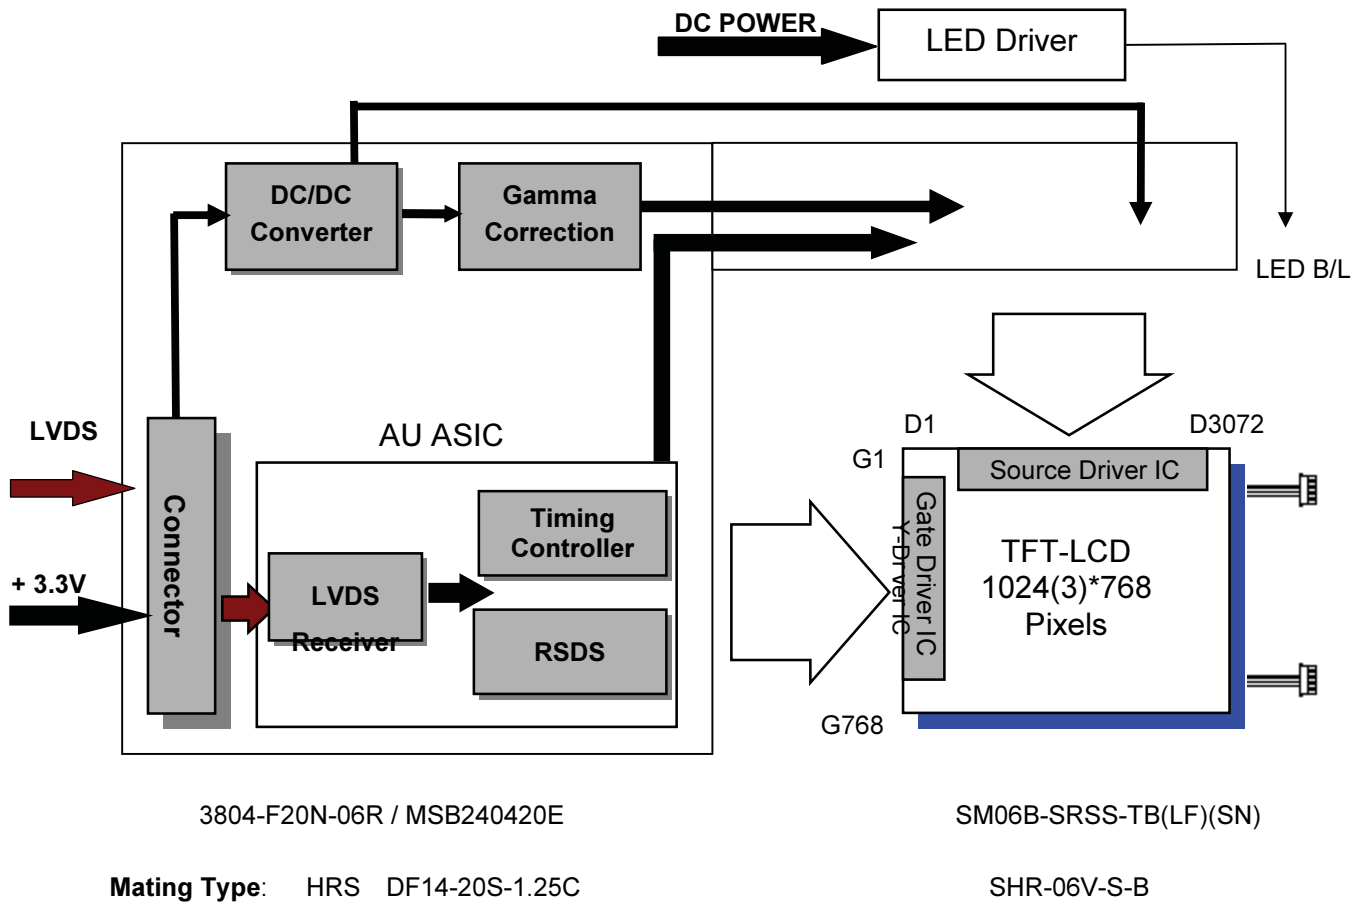 DC POWER
LED Driver
DC/DC
Converter
Gamma
Correction
LED B/L
LVDS
AU ASIC
D1
D3072
G1
Source Driver IC
Connector
Timing
Controller
Gate Driver IC
Y-Driver IC
TFT-LCD
1024(3)*768
Pixels
+ 3.3V
LVDS
Receiver
RSDS
G768
3804-F20N-06R / MSB240420E
SM06B-SRSS-TB(LF)(SN)
Mating Type: HRS DF14-20S-1.25C
SHR-06V-S-B